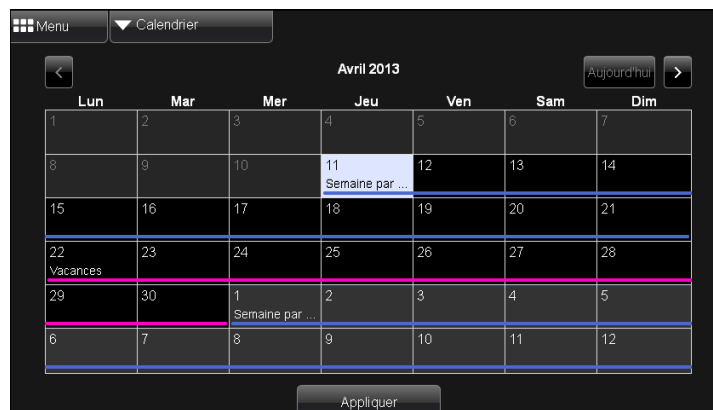 Menu Calendrier
< Avril 2013 Aujourd'hui >
Lun Mar Mer Jeu Ven Sam Dim
1 2 3 4 5 6 7
8 9 10 11 12 13 14
Semaine par ...
15 16 17 18 19 20 21
22 23 24 25 26 27 28
Vacances
29 30 1 2 3 4 5
Semaine par ...
6 7 8 9 10 11 12
Appliquer